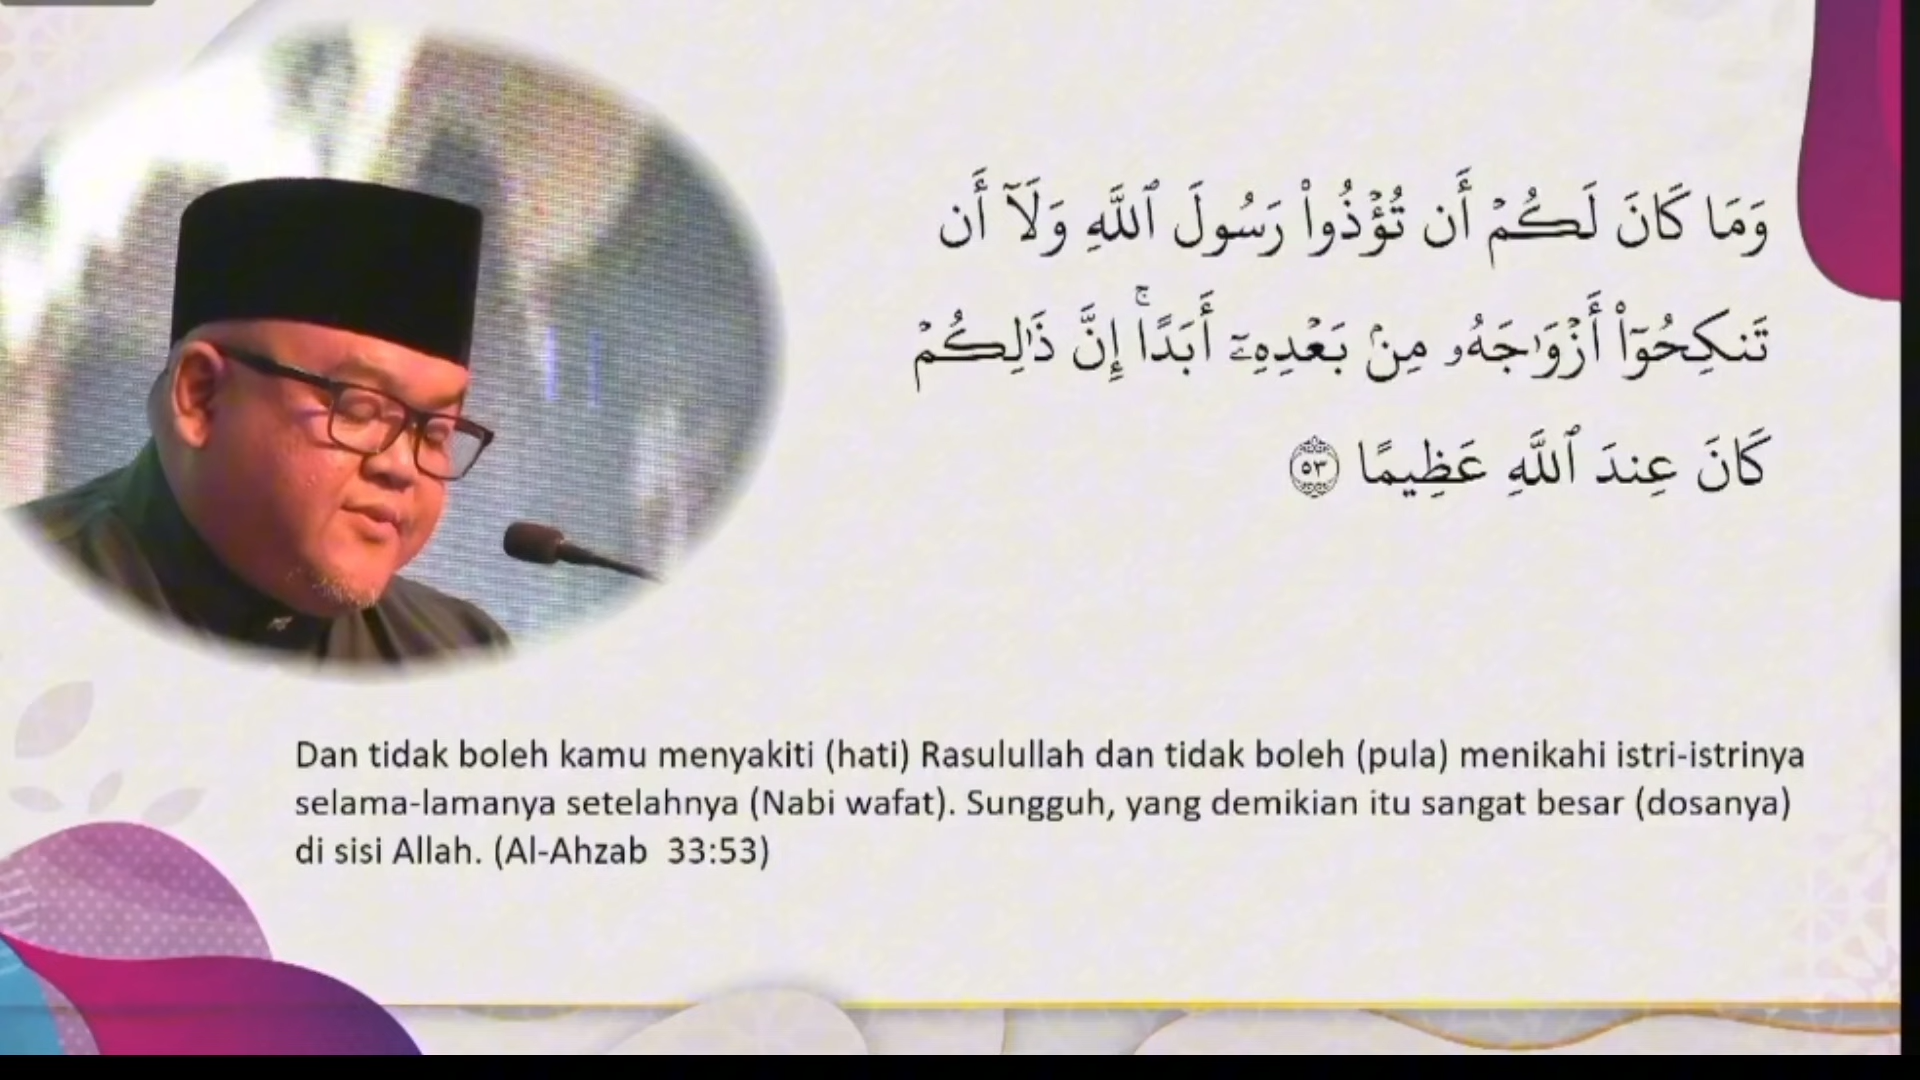 وَمَا كَانَ لَكُمۡ أَن تُؤۡذُواْ رَسُولَ ٱللَّهِ وَلَآ أَن
تَنكِحُوٓاْ أَزۡوَٰجَهُۥ مِنۢ بَعۡدِهِۦٓ أَبَدًاۚ إِنَّ ذَٰلِكُمۡ
كَانَ عِندَ ٱللَّهِ عَظِيمًا ٥٣
Dan tidak boleh kamu menyakiti (hati) Rasulullah dan tidak boleh (pula) menikahi istri-istrinya
selama-lamanya setelahnya (Nabi wafat). Sungguh, yang demikian itu sangat besar (dosanya)
di sisi Allah. (Al-Ahzab 33:53)